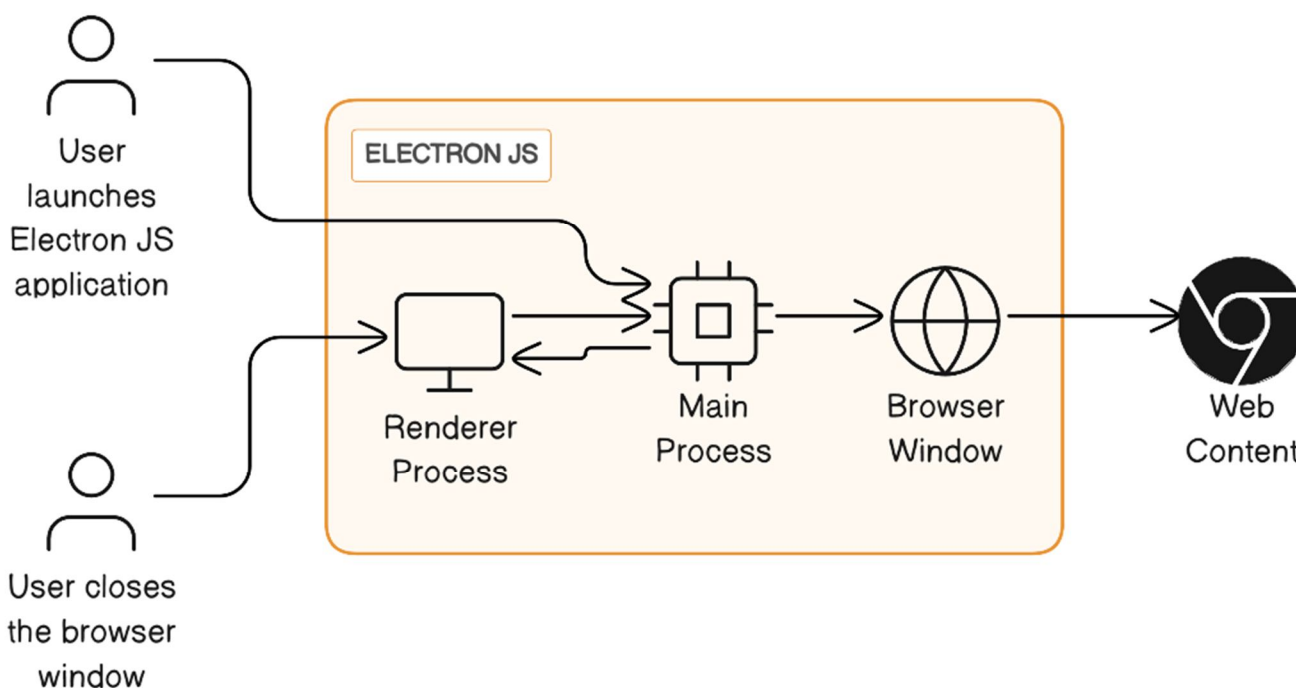 User
launches
Electron JS
application
ELECTRON JS
Renderer
Process
Main
Process
Browser
Window
Web
Content
User closes
the browser
window